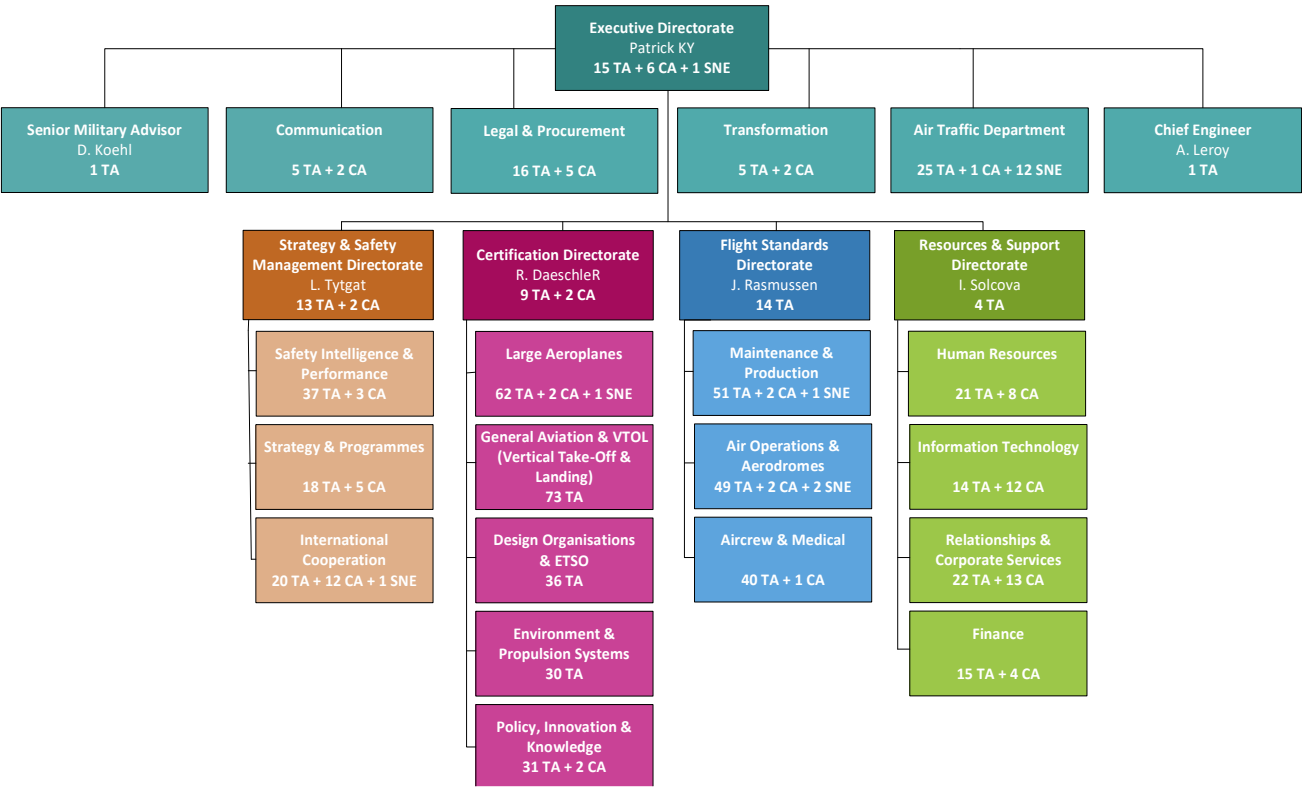 Executive Directorate
Patrick KY
15 TA + 6 CA + 1 SNE
Senior Military Advisor
D. Koehl
1 TA
Communication
5 TA + 2 CA
Legal & Procurement
16 TA + 5 CA
Transformation
5 TA + 2 CA
Air Traffic Department
25 TA + 1 CA + 12 SNE
Chief Engineer
A. Leroy
1 TA
Strategy & Safety
Management Directorate
L. Tytgat
13 TA + 2 CA
Safety Intelligence &
Performance
37 TA + 3 CA
Strategy & Programmes
18 TA + 5 CA
International
Cooperation
20 TA + 12 CA + 1 SNE
Certification Directorate
R. DaeschleR
9 TA + 2 CA
Large Aeroplanes
62 TA + 2 CA + 1 SNE
General Aviation & VTOL
(Vertical Take-Off &
Landing)
73 TA
Design Organisations
& ETSO
36 TA
Environment &
Propulsion Systems
30 TA
Policy, Innovation &
Knowledge
31 TA + 2 CA
Flight Standards
Directorate
J. Rasmussen
14 TA
Maintenance &
Production
51 TA + 2 CA + 1 SNE
Air Operations &
Aerodromes
49 TA + 2 CA + 2 SNE
Aircrew & Medical
40 TA + 1 CA
Resources & Support
Directorate
I. Solcova
4 TA
Human Resources
21 TA + 8 CA
Information Technology
14 TA + 12 CA
Relationships &
Corporate Services
22 TA + 13 CA
Finance
15 TA + 4 CA